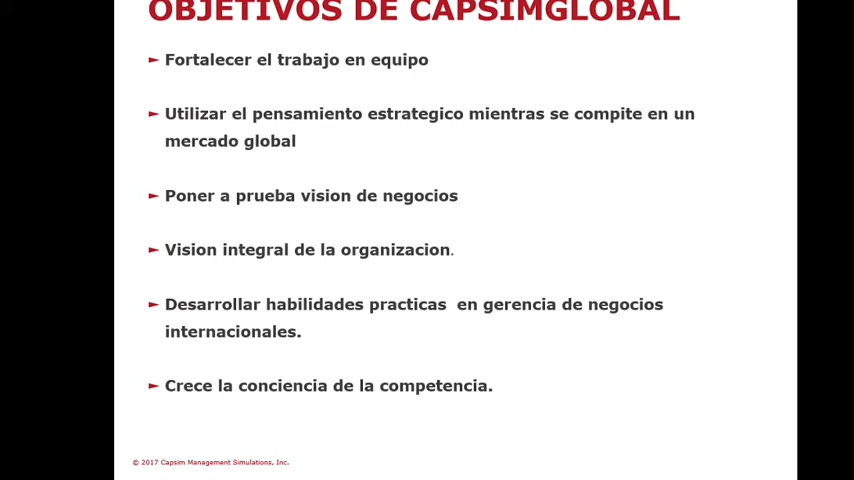 OBJETIVOS DE CAPSIMGLOBAL
► Fortalecer el trabajo en equipo
► Utilizar el pensamiento estrategico mientras se compite en un
mercado global
► Poner a prueba vision de negocios
► Vision integral de la organizacion.
► Desarrollar habilidades practicas en gerencia de negocios
internacionales.
► Crece la conciencia de la competencia.
© 2017 Capsim Management Simulations, Inc.